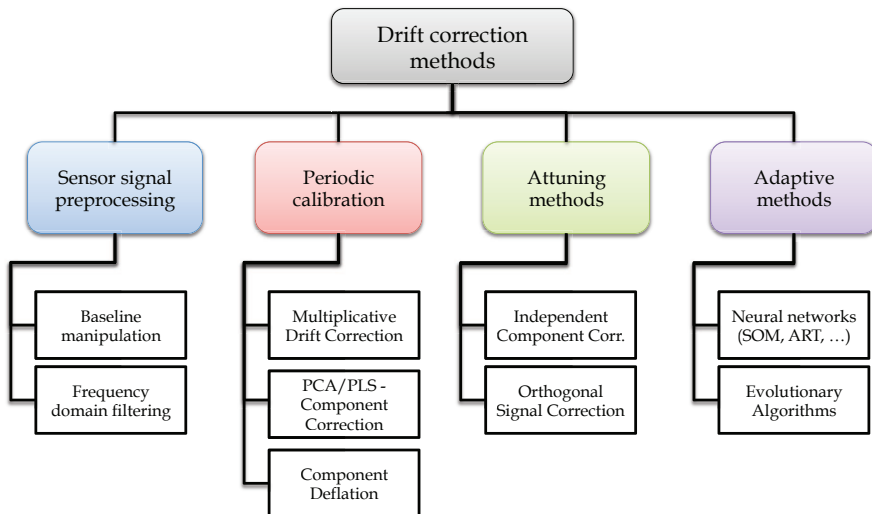 Drift correction
methods
Sensor signal
preprocessing
Periodic
calibration
Attuning
methods
Adaptive
methods
Baseline
manipulation
Frequency
domain filtering
Multiplicative
Drift Correction
PCA/PLS -
Component
Correction
Component
Deflation
Independent
Component Corr.
Orthogonal
Signal Correction
Neural networks
(SOM, ART, ...)
Evolutionary
Algorithms